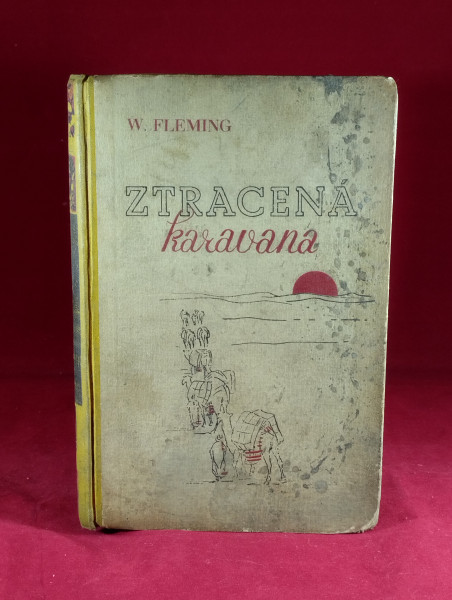 W. FLEMING
ZTRACENÁ
karavana